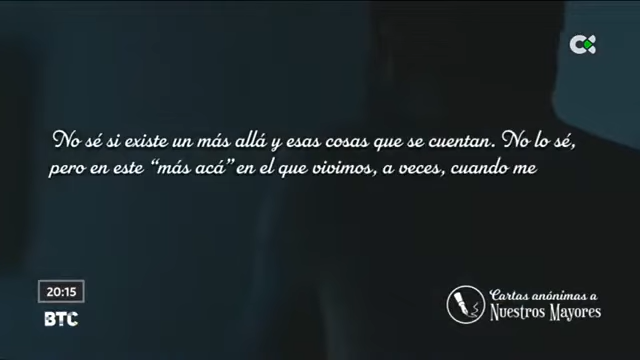 No sé si existe un más allá y esas cosas que se cuentan. No lo sé,
pero en este “más acá” en el que vivimos, a veces, cuando me
20:15
BTC
Cartas anónimas a
Nuestros Mayores